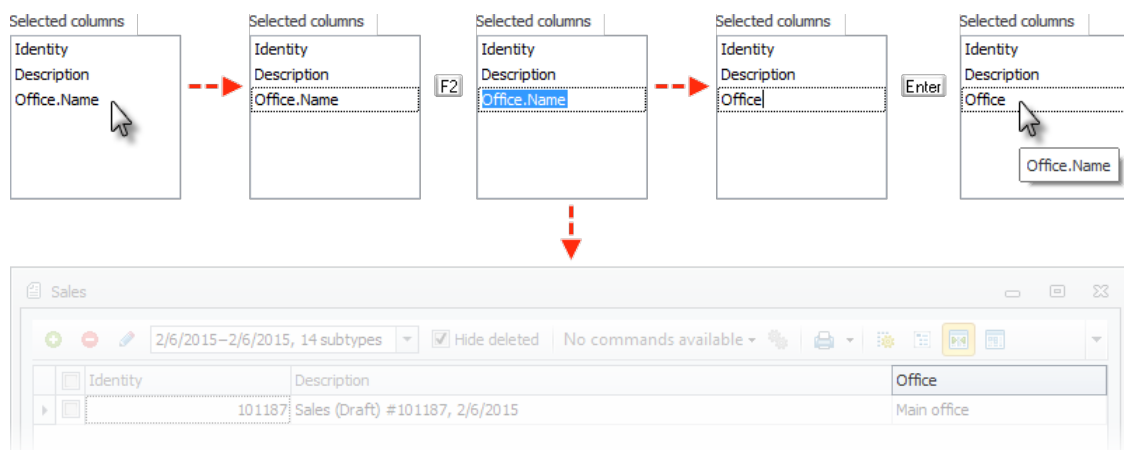 Selected columns Selected columns Selected columns Selected columns Selected columns
Identity Identity Identity Identity Identity
Description Description Description Description Description
Office.Name Office.Name F2 Office.Name Office Enter Office
Office.Name
Sales
2/6/2015–2/6/2015, 14 subtypes Hide deleted No commands available
Identity Description Office
101187 Sales (Draft) #101187, 2/6/2015 Main office